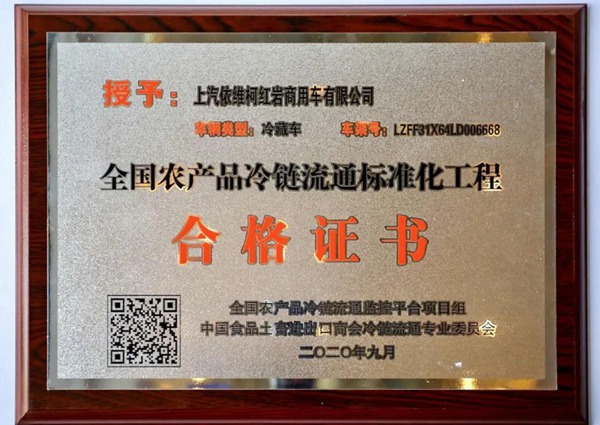 授予：上汽依维柯红岩商用车有限公司
车辆类型：冷藏车 车辆号：LZFF31X64LD006668
全国农产品冷链流通标准化工程
合格证书
全国农产品冷链流通监控平台项目组
中国食品土畜进出口商会冷链流通专业委员会
二〇二〇年九月